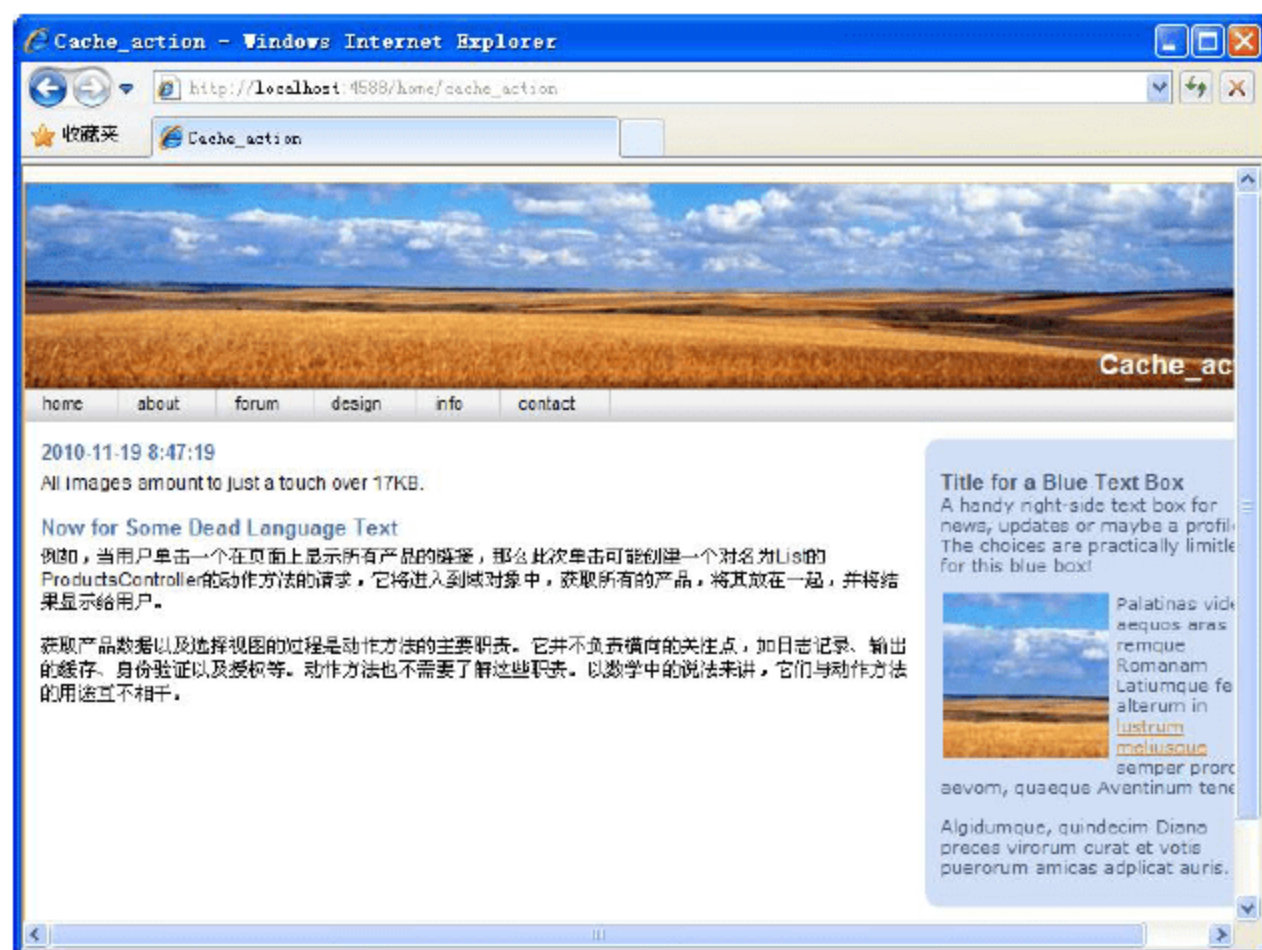 Cache_action - Windows Internet Explorer
http://localhost:4588/home/cache_action
收藏夹
Cache_action
Cache_ac
home about forum design info contact
2010-11-19 8:47:19
All images amount to just a touch over 17KB.
Now for Some Dead Language Text
例如，当用户单击一个在页面上显示所有产品的链接，那么此次单击可能创建一个对名为List的
ProductsController的动作方法的请求，它将进入到域对象中，获取所有的产品，将其放在一起，并将结
果显示给用户。
获取产品数据以及选择视图的过程是动作方法的主要职责。它并不负责横向的关注点，如日志记录、输出
的缓存、身份验证以及授权等。动作方法也不需要了解这些职责。以数学中的说法来讲，它们与动作方法
的用途互不相干。
Title for a Blue Text Box
A handy right-side text box for
news, updates or maybe a profil
The choices are practically limitle
for this blue box!
Palatinas vide
aequos aras
remque
Romanam
Latiumque fe
alterum in
lustrum
meliusque
semper proro
aevom, quaeque Aventinum tene
Algidumque, quindecim Diana
preces virorum curat et votis
puerorum amicas adplicat auris.